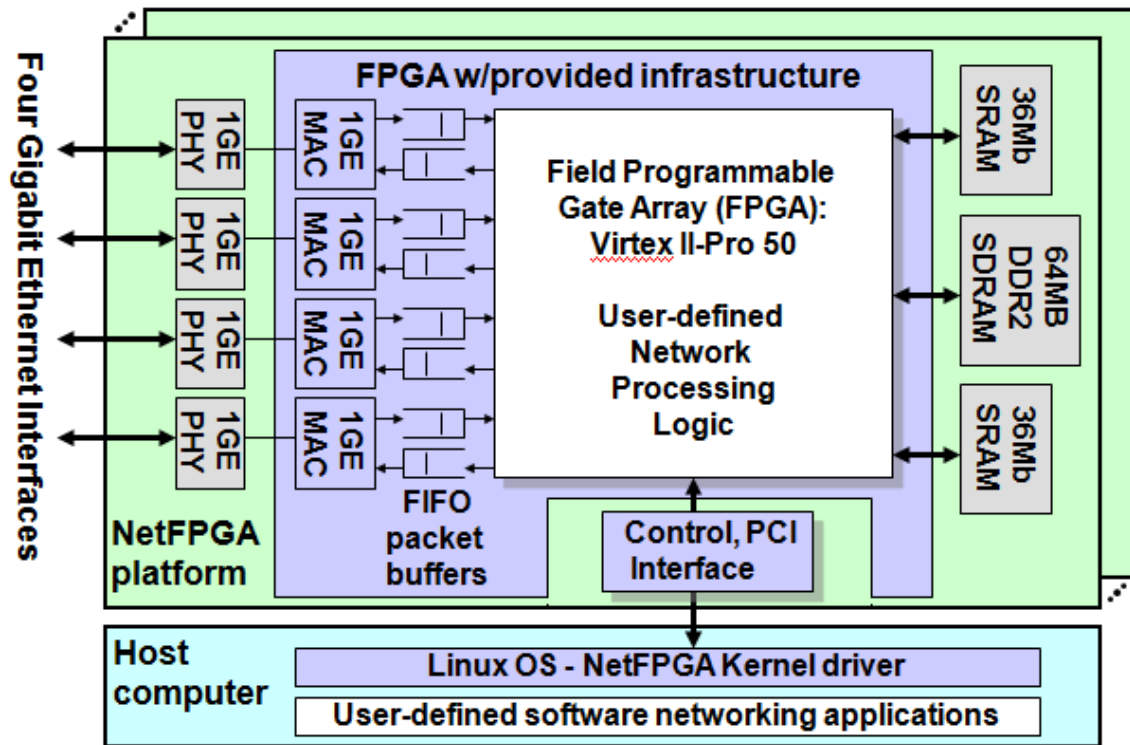 Four Gigabit Ethernet Interfaces
FPGA w/provided infrastructure
1GE
PHY
1GE
MAC
1GE
PHY
1GE
MAC
1GE
PHY
1GE
MAC
1GE
PHY
1GE
MAC
FIFO
packet
buffers
Field Programmable
Gate Array (FPGA):
Virtex II-Pro 50
User-defined
Network
Processing
Logic
36Mb
SRAM
64MB
DDR2
SDRAM
36Mb
SRAM
NetFPGA
platform
Control, PCI
Interface
Host
computer
Linux OS - NetFPGA Kernel driver
User-defined software networking applications